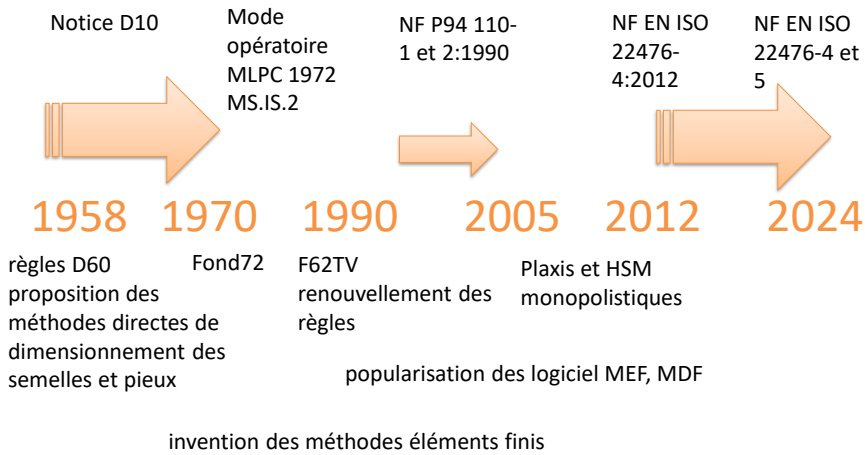 Notice D10
Mode
opératoire
MLPC 1972
MS.IS.2
NF P94 110-
1 et 2:1990
NF EN ISO
22476-
4:2012
NF EN ISO
22476-4 et
5
1958
1970
1990
2005
2012
2024
règles D60
proposition des
méthodes directes de
dimensionnement des
semelles et pieux
Fond72
F62TV
renouvellement des
règles
Plaxis et HSM
monopolistiques
popularisation des logiciel MEF, MDF
invention des méthodes éléments finis